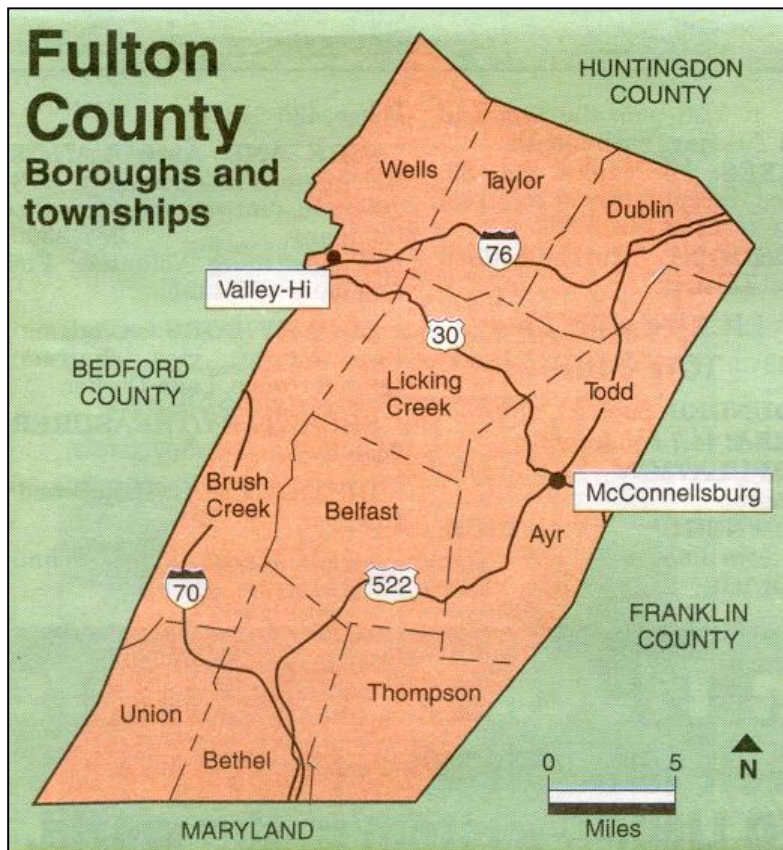 Fulton
County
Boroughs and
townships
HUNTINGDON
COUNTY
Wells
Taylor
Dublin
76
Valley-Hi
30
BEDFORD
COUNTY
Licking
Creek
Todd
Brush
Creek
Belfast
McConnellsburg
Ayr
522
70
FRANKLIN
COUNTY
Union
Thompson
Bethel
0 5
Miles
N
MARYLAND